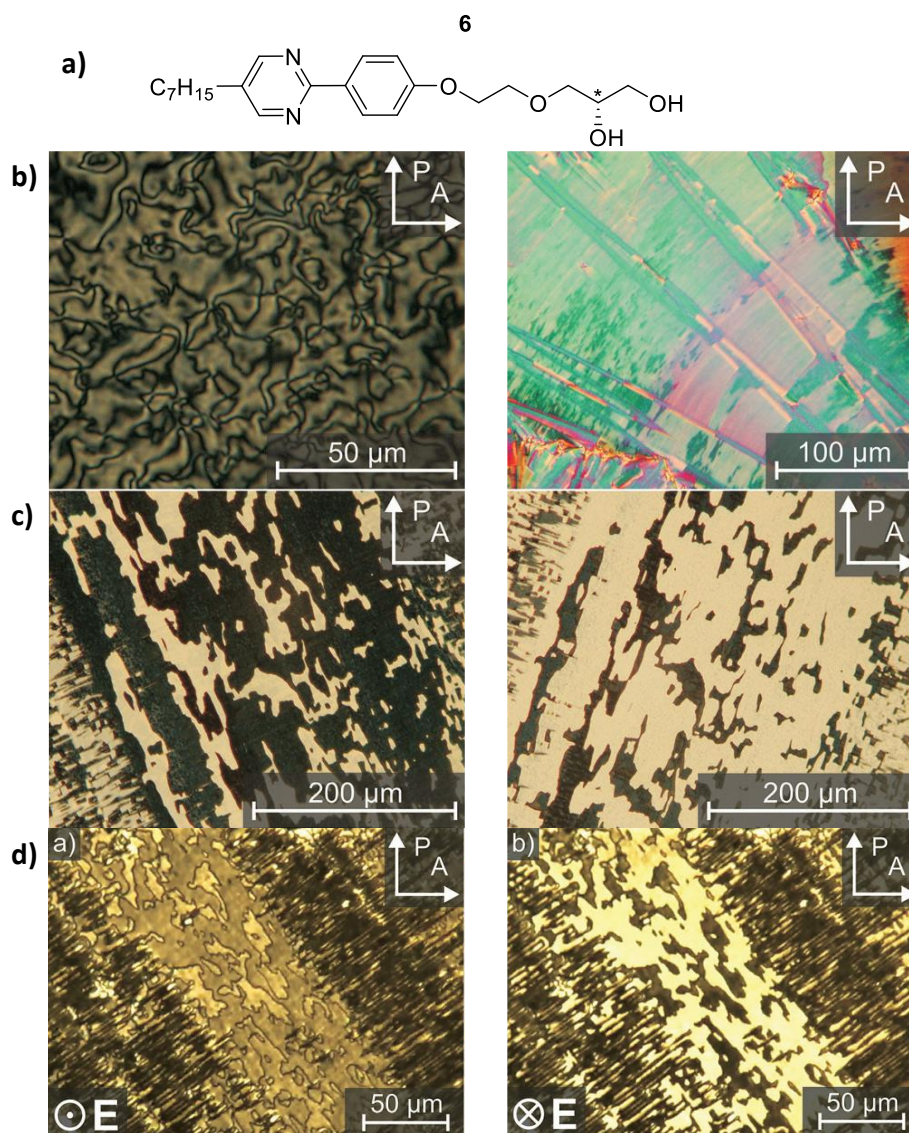 6
a)
C₇H₁₅ N N O O * OH
OH
b) P A P A
50 µm 100 µm
c) P A P A
200 µm 200 µm
d) a) P A b) P A
E 50 µm E 50 µm